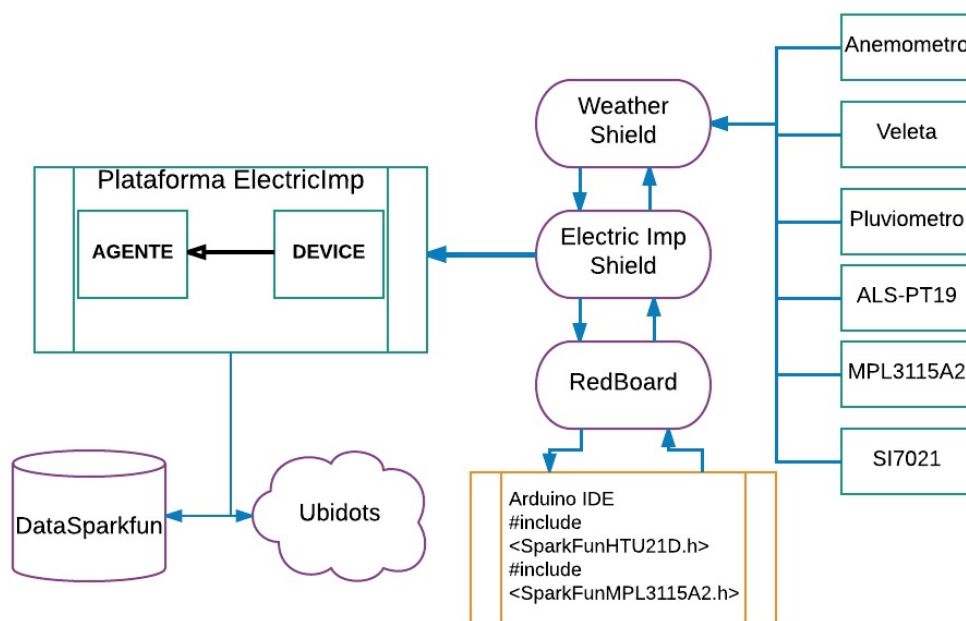 Anemometro
Weather
Shield
Veleta
Plataforma ElectricImp
Pluviometro
AGENTE
DEVICE
Electric Imp
Shield
ALS-PT19
MPL3115A2
RedBoard
SI7021
DataSparkfun
Ubidots
Arduino IDE
#include
<SparkFunHTU21D.h>
#include
<SparkFunMPL3115A2.h>